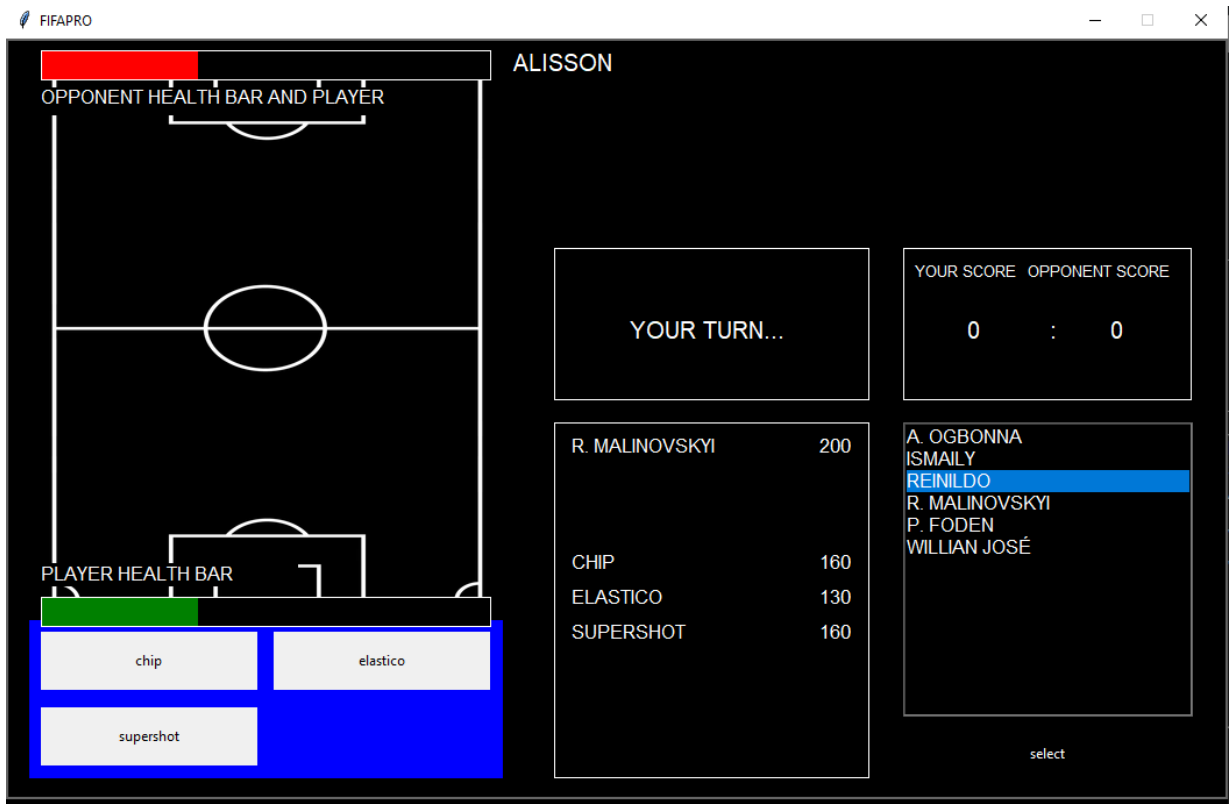 FIFAPRO
ALISSON
OPPONENT HEALTH BAR AND PLAYER
YOUR TURN...
YOUR SCORE OPPONENT SCORE
0 : 0
R. MALINOVSKYI 200
CHIP 160
ELASTICO 130
SUPERSHOT 160
A. OGBONNA
ISMAILY
REINILDO
R. MALINOVSKYI
P. FODEN
WILLIAN JOSÉ
select
PLAYER HEALTH BAR
chip elastico
supershot